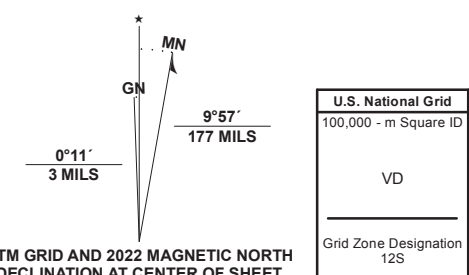 ★
MN
GN
9°57´
177 MILS
0°11´
3 MILS
TM GRID AND 2022 MAGNETIC NORTH
DECLINATION AT CENTER OF SHEET
U.S. National Grid
100,000 - m Square ID
VD
Grid Zone Designation
12S